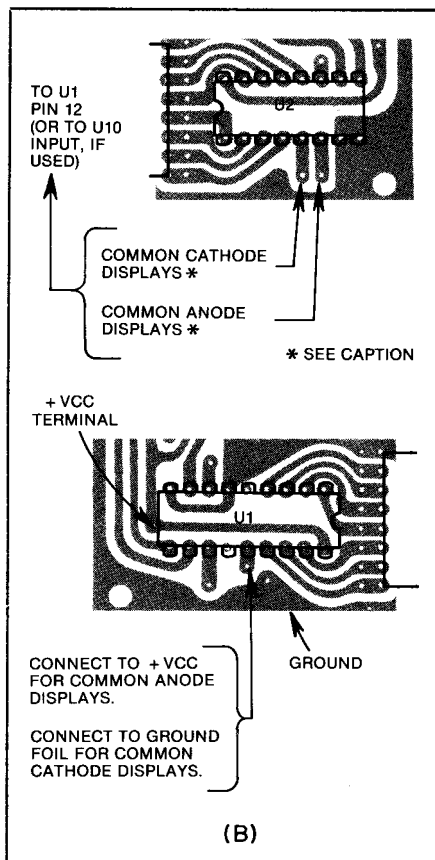 TO U1
PIN 12
(OR TO U10
INPUT, IF
USED)
U2
COMMON CATHODE
DISPLAYS *
COMMON ANODE
DISPLAYS *
* SEE CAPTION
+ VCC
TERMINAL
U1
GROUND
CONNECT TO + VCC
FOR COMMON ANODE
DISPLAYS.
CONNECT TO GROUND
FOIL FOR COMMON
CATHODE DISPLAYS.
(B)